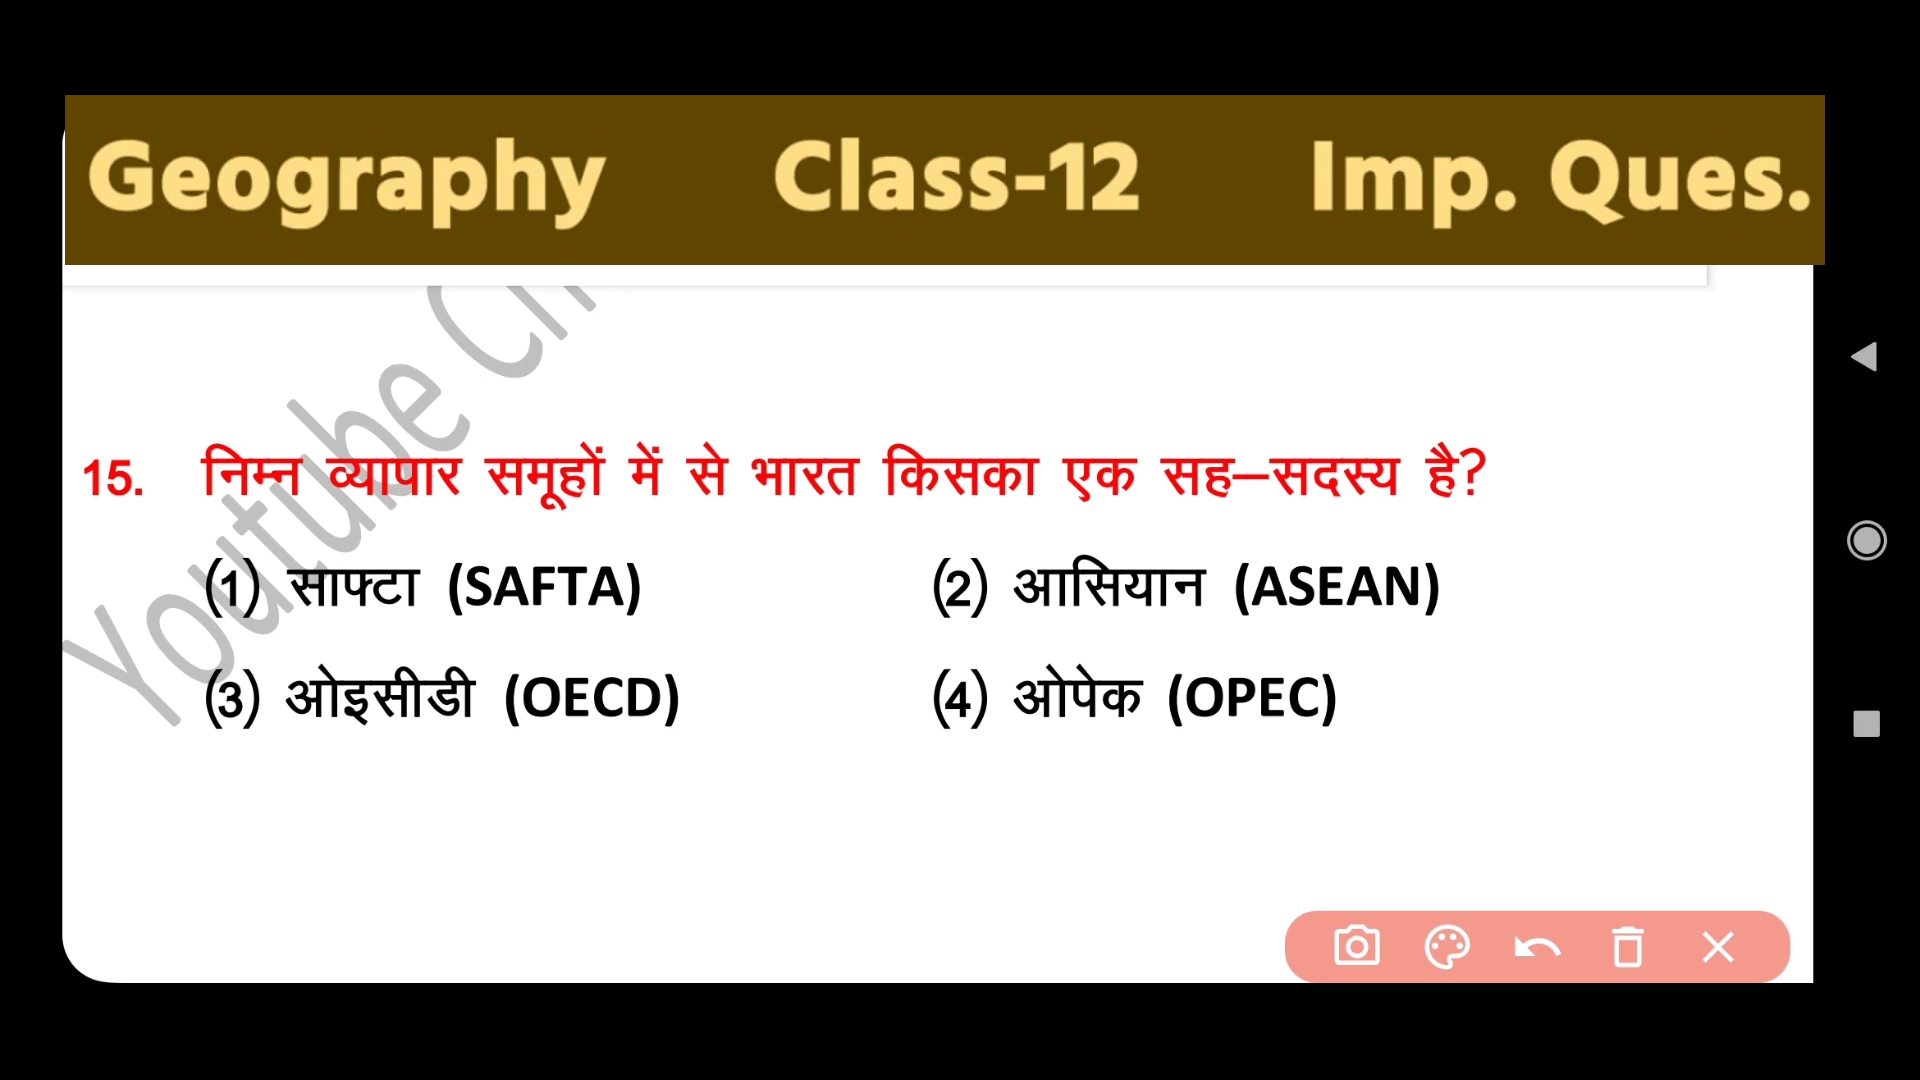 Geography Class-12 Imp. Ques.
Youtube
15. निम्न व्यापार समूहों में से भारत किसका एक सह–सदस्य है?
(1) साफ्टा (SAFTA) (2) आसियान (ASEAN)
(3) ओइसीडी (OECD) (4) ओपेक (OPEC)